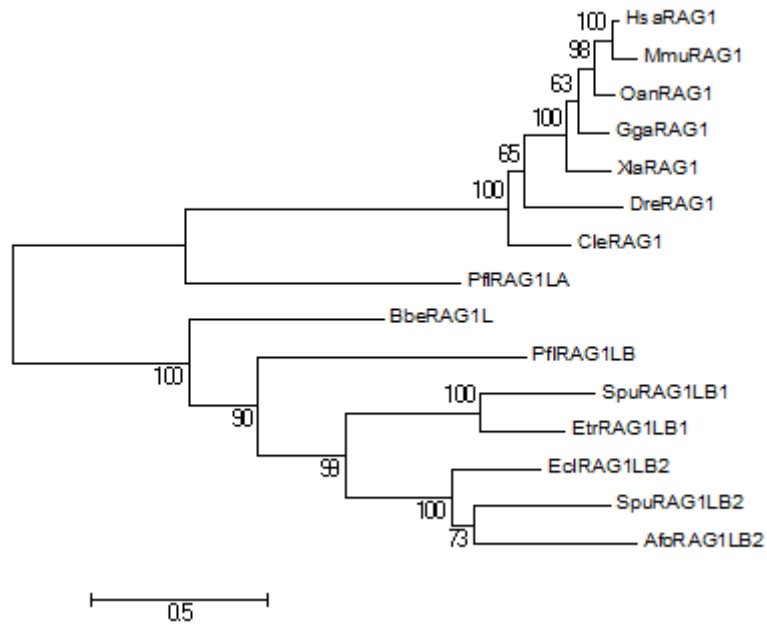 100 HsaRAG1
98 MmuRAG1
63 OanRAG1
100 GgaRAG1
65 XlaRAG1
100 DreRAG1
CleRAG1
PflRAG1LA
BbeRAG1L
100 PflRAG1LB
90 100 SpuRAG1LB1
EtrRAG1LB1
99 EclRAG1LB2
100 SpuRAG1LB2
73 AfoRAG1LB2
0.5